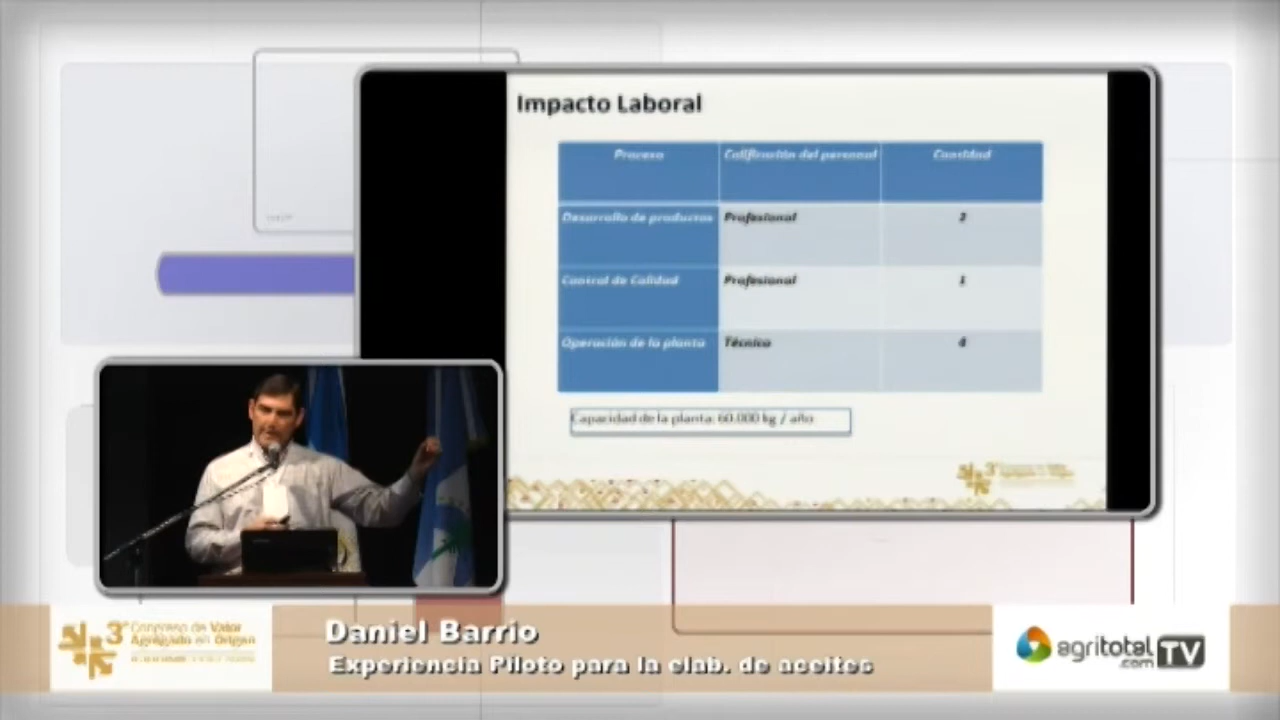 Impacto Laboral
Proceso Calificación del personal Cantidad
Desarrollo de productos Profesional 2
Control de Calidad Profesional 1
Operación de la planta Técnico 4
Capacidad de la planta: 60.000 kg / año
3º Congreso de Valor
Agregado en Origen
Daniel Barrio
Experiencia Piloto para la elab. de aceites
agritotal
.com TV